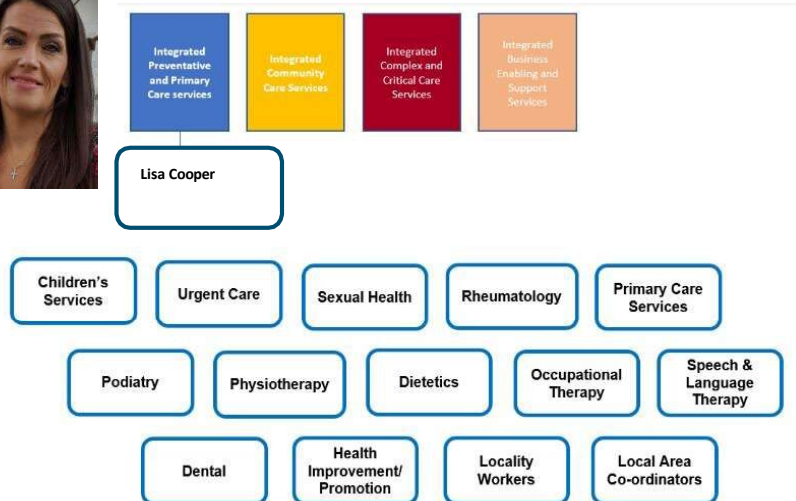 Integrated
Preventative
and Primary
Care services
Integrated
Community
Care Services
Integrated
Complex and
Critical Care
Services
Integrated
Business
Enabling and
Support
Services
Lisa Cooper
Children's
Services
Urgent Care
Sexual Health
Rheumatology
Primary Care
Services
Podiatry
Physiotherapy
Dietetics
Occupational
Therapy
Speech &
Language
Therapy
Dental
Health
Improvement/
Promotion
Locality
Workers
Local Area
Co-ordinators